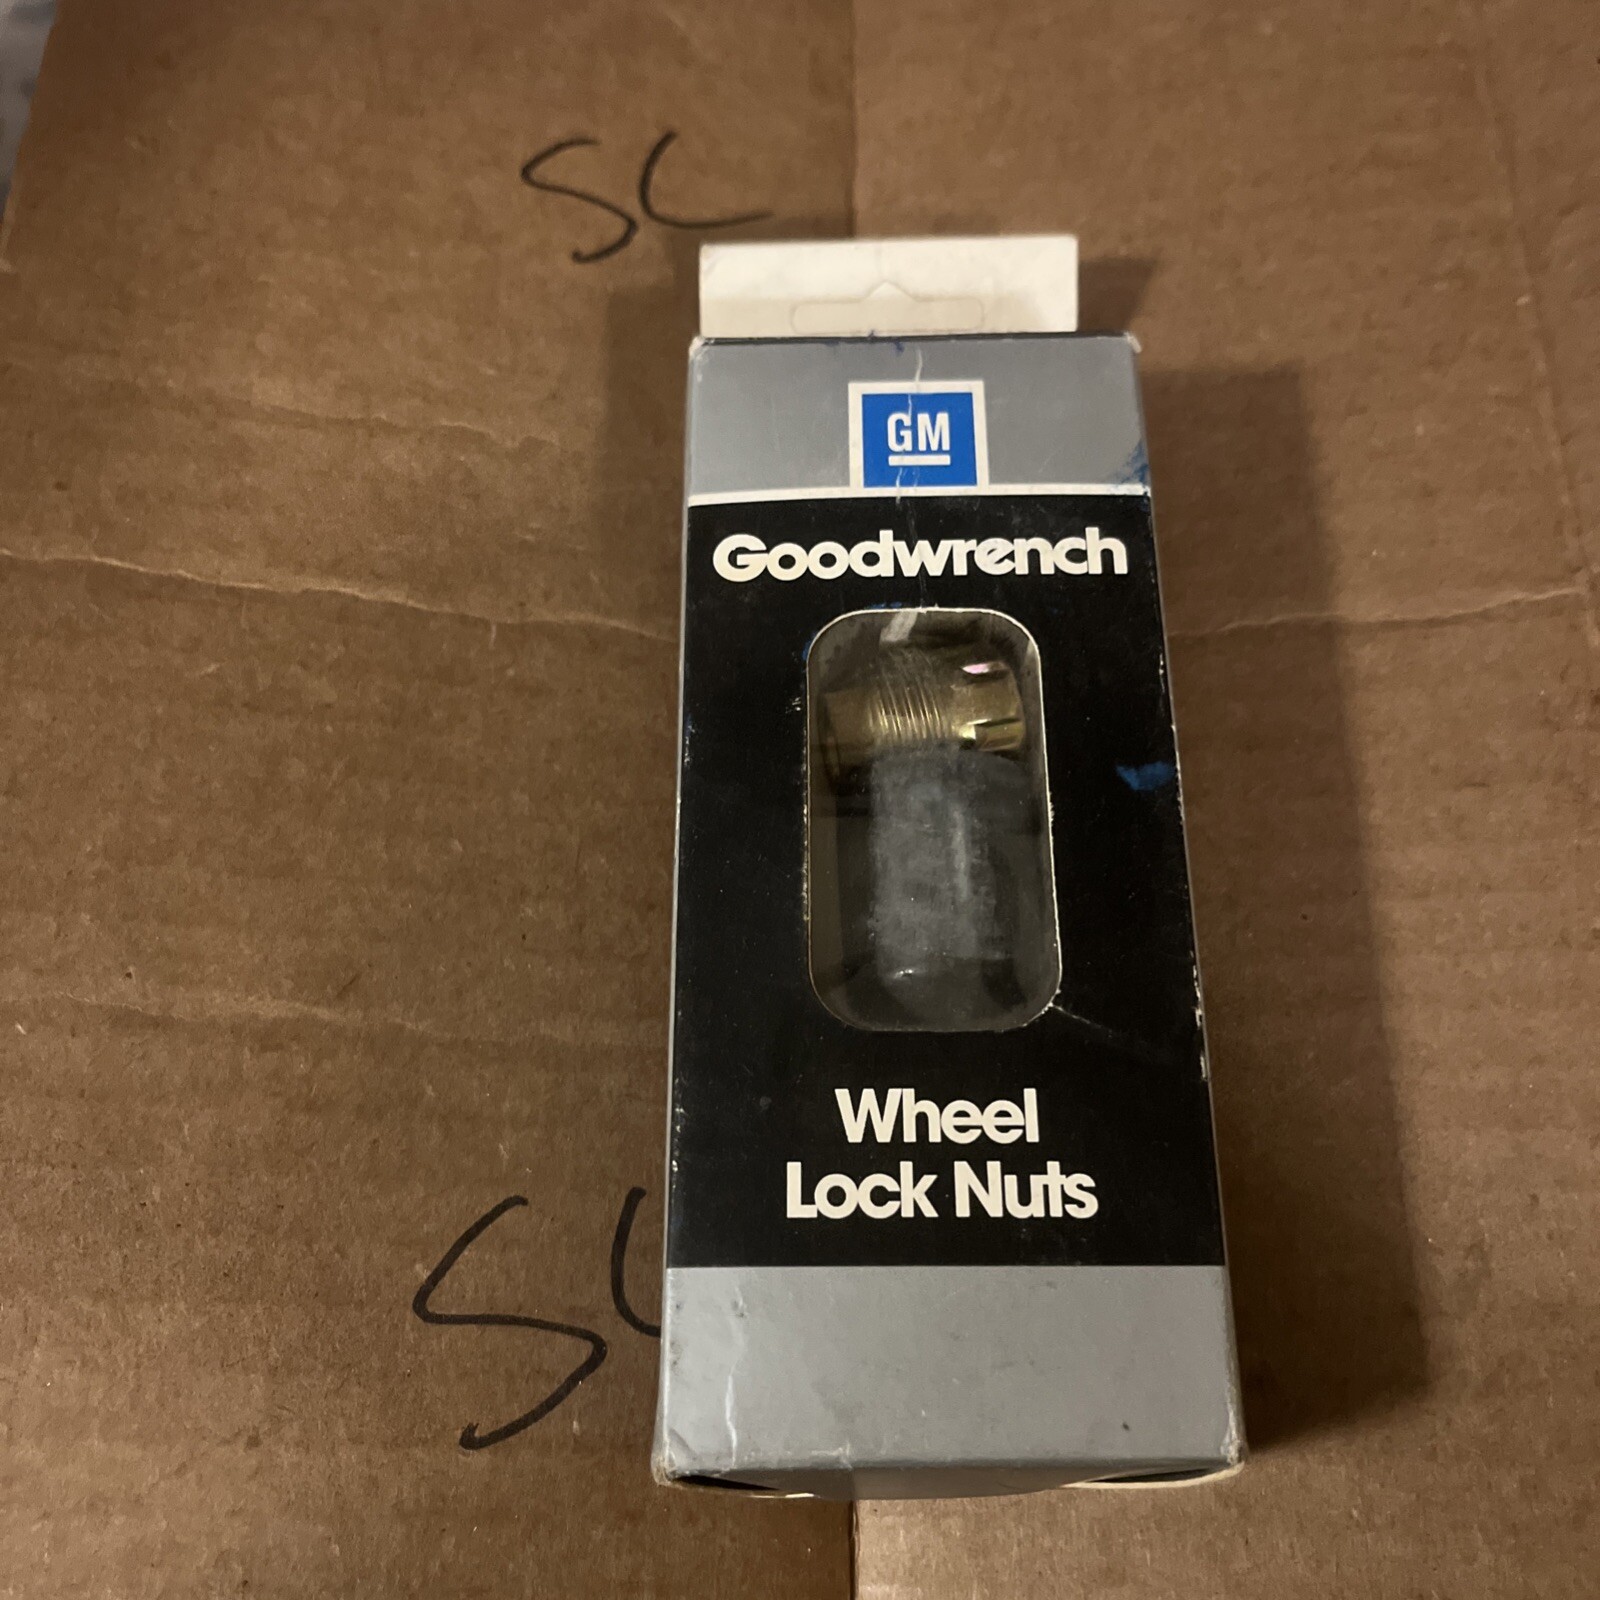 SC
GM
Goodwrench
Wheel
Lock Nuts
SC